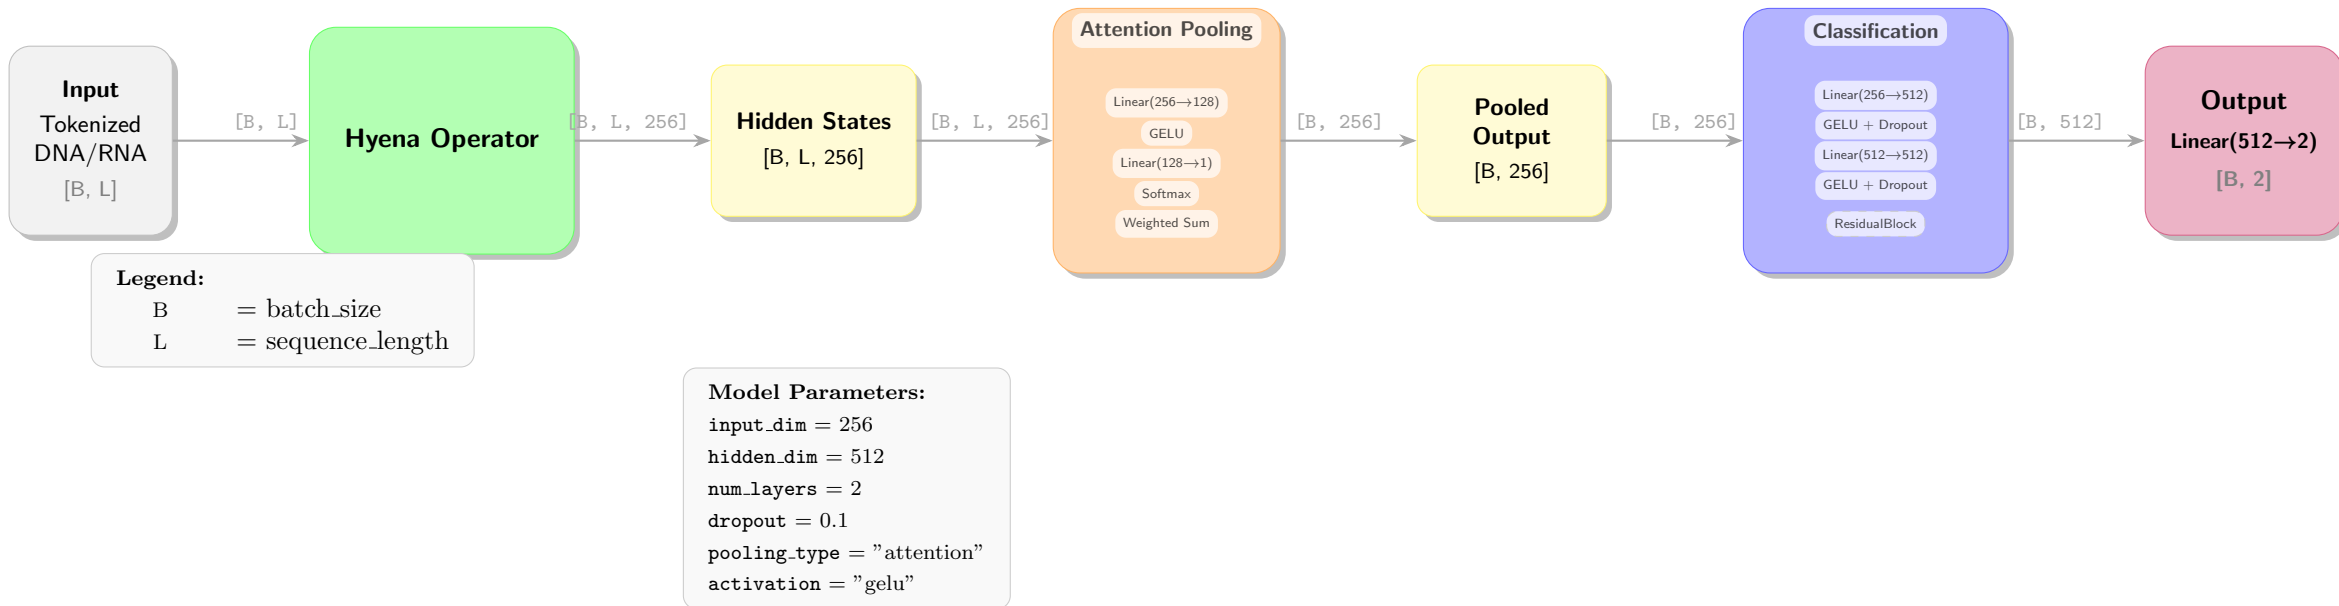 Input
Tokenized
DNA/RNA
[B, L]
[B, L]
Hyena Operator
[B, L, 256]
Hidden States
[B, L, 256]
[B, L, 256]
Attention Pooling
Linear(256→128)
GELU
Linear(128→1)
Softmax
Weighted Sum
[B, 256]
Pooled
Output
[B, 256]
[B, 256]
Classification
Linear(256→512)
GELU + Dropout
Linear(512→512)
GELU + Dropout
ResidualBlock
[B, 512]
Output
Linear(512→2)
[B, 2]
Legend:
B = batch_size
L = sequence_length
Model Parameters:
input_dim = 256
hidden_dim = 512
num_layers = 2
dropout = 0.1
pooling_type = ”attention”
activation = ”gelu”